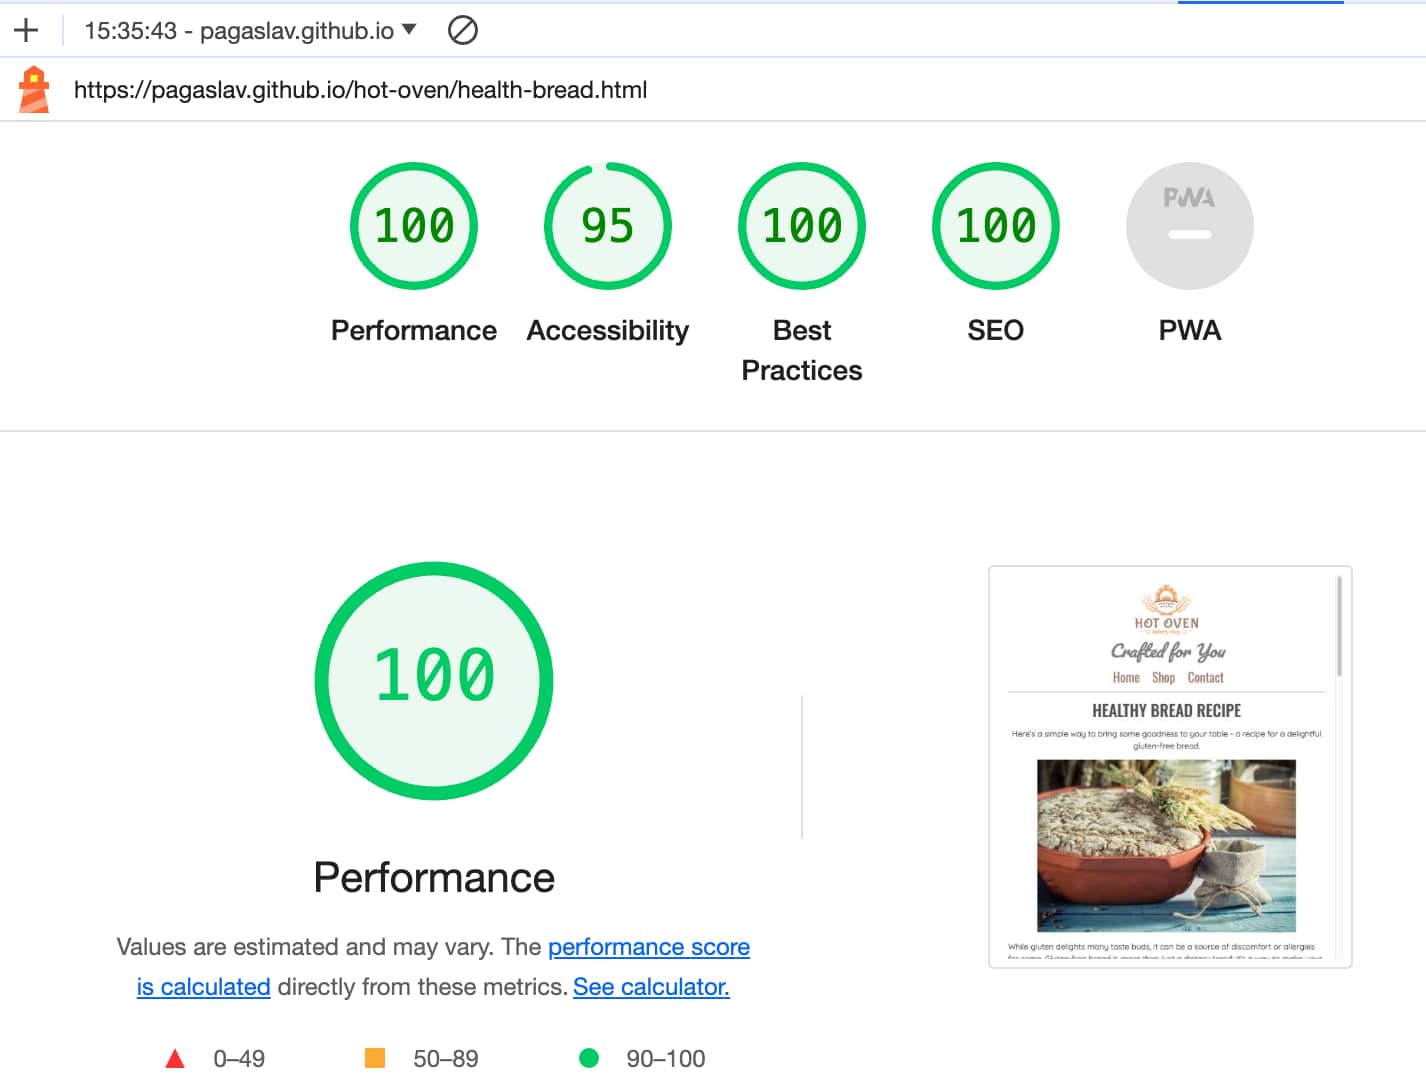 15:35:43 - pagaslav.github.io
https://pagaslav.github.io/hot-oven/health-bread.html
100
95
100
100
PWA
Performance
Accessibility
Best
Practices
SEO
PWA
100
Performance
Values are estimated and may vary. The performance score
is calculated directly from these metrics. See calculator.
0–49
50–89
90–100
HOT OVEN
Crafted for You
Home Shop Contact
HEALTHY BREAD RECIPE
Here's a simple way to bring some goodness to your table - a recipe for a delightful
gluten-free bread.
While gluten delights many taste buds, it can be a source of discomfort or allergies